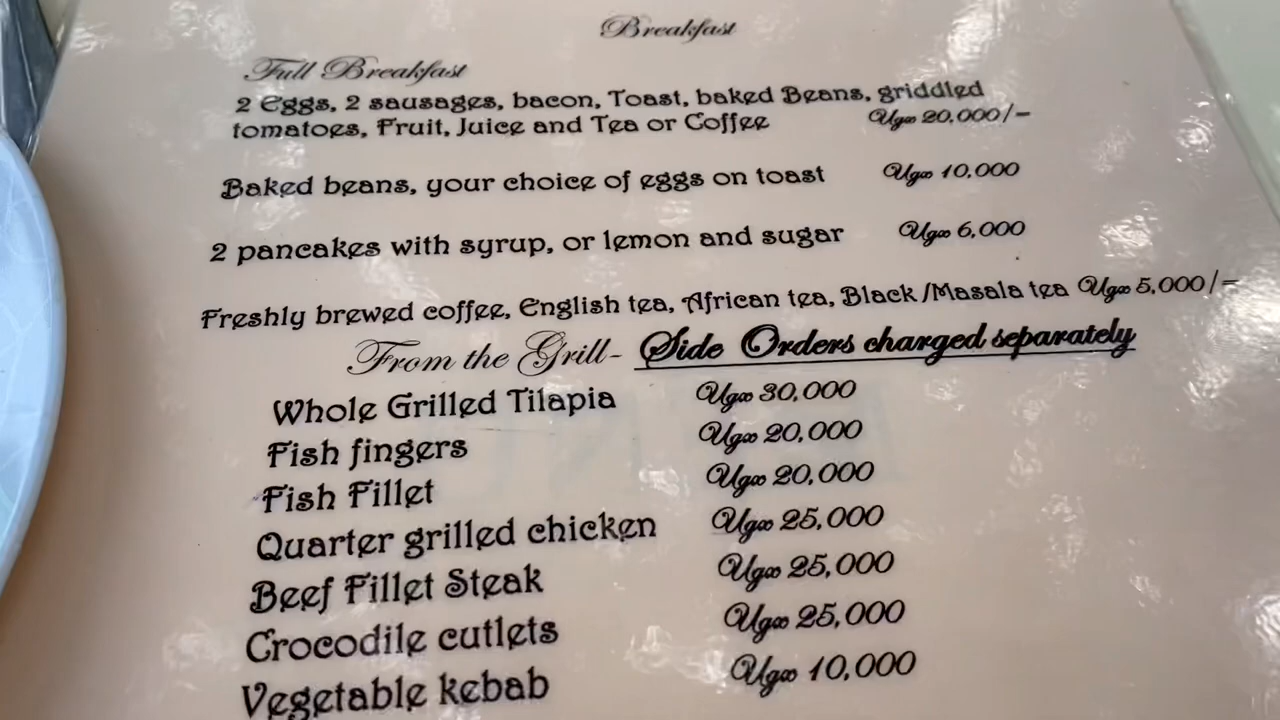 Breakfast
Full Breakfast
2 Eggs, 2 sausages, bacon, Toast, baked Beans, griddled
tomatoes, Fruit, Juice and Tea or Coffee Ugx 20,000/-
Baked beans, your choice of eggs on toast Ugx 10,000
2 pancakes with syrup, or lemon and sugar Ugx 6,000
Freshly brewed coffee, English tea, African tea, Black /Masala tea Ugx 5,000/-
From the Grill- Side Orders charged separately
Whole Grilled Tilapia Ugx 30,000
Fish fingers Ugx 20,000
Fish Fillet Ugx 20,000
Quarter grilled chicken Ugx 25,000
Beef Fillet Steak Ugx 25,000
Crocodile cutlets Ugx 25,000
Vegetable kebab Ugx 10,000